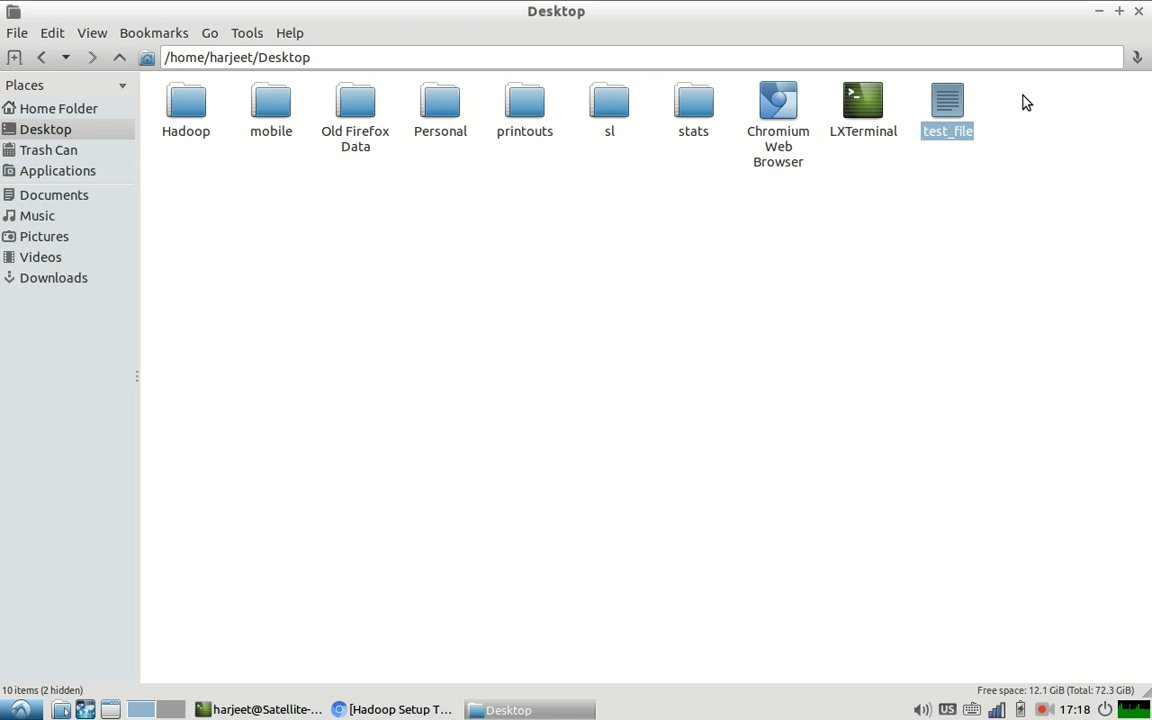 Desktop
File Edit View Bookmarks Go Tools Help
/home/harjeet/Desktop
Places
Home Folder
Desktop
Trash Can
Applications
Documents
Music
Pictures
Videos
Downloads
Hadoop
mobile
Old Firefox
Data
Personal
printouts
sl
stats
Chromium
Web
Browser
LXTerminal
test_file
10 items (2 hidden)
Free space: 12.1 GiB (Total: 72.3 GiB)
harjeet@Satellite-...
[Hadoop Setup T...
Desktop
US
17:18